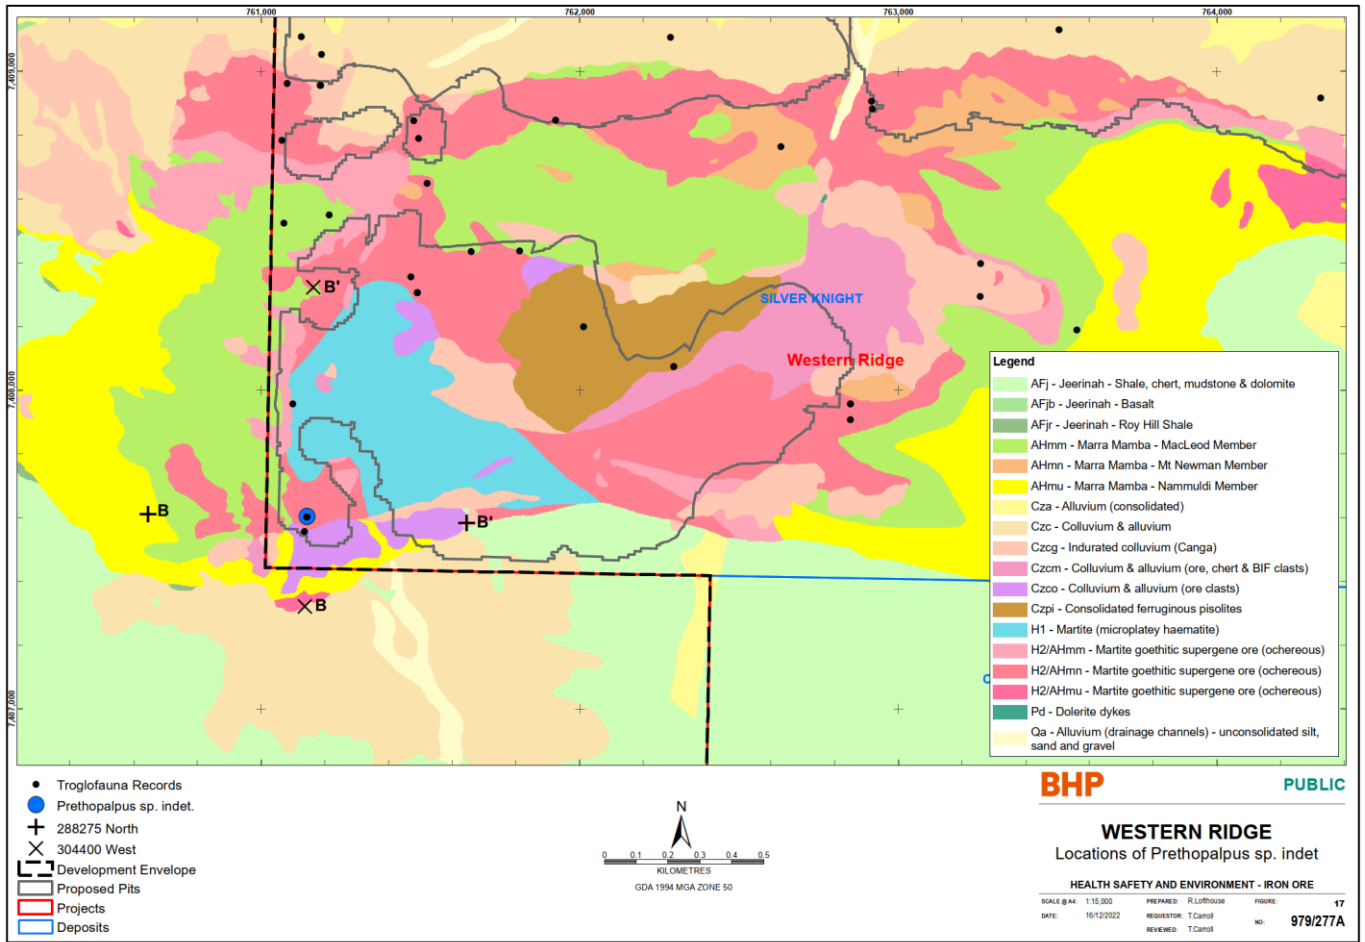 761,000
762,000
763,000
764,000
7,409,000
7,408,000
7,407,000
B'
SILVER KNIGHT
Western Ridge
B
B'
B
Legend
AFj - Jeerinah - Shale, chert, mudstone & dolomite
AFjb - Jeerinah - Basalt
AFjr - Jeerinah - Roy Hill Shale
AHmm - Marra Mamba - MacLeod Member
AHmn - Marra Mamba - Mt Newman Member
AHmu - Marra Mamba - Nammuldi Member
Cza - Alluvium (consolidated)
Czc - Colluvium & alluvium
Czcg - Indurated colluvium (Canga)
Czcm - Colluvium & alluvium (ore, chert & BIF clasts)
Czco - Colluvium & alluvium (ore clasts)
Czpi - Consolidated ferruginous pisolites
H1 - Martite (microplatey haematite)
H2/AHmm - Martite goethitic supergene ore (ochereous)
H2/AHmn - Martite goethitic supergene ore (ochereous)
H2/AHmu - Martite goethitic supergene ore (ochereous)
Pd - Dolerite dykes
Qa - Alluvium (drainage channels) - unconsolidated silt,
sand and gravel
Troglofauna Records
Prethopalpus sp. indet.
288275 North
304400 West
Development Envelope
Proposed Pits
Projects
Deposits
N
0 0.1 0.2 0.3 0.4 0.5
KILOMETRES
GDA 1994 MGA ZONE 50
BHP
PUBLIC
WESTERN RIDGE
Locations of Prethopalpus sp. indet
HEALTH SAFETY AND ENVIRONMENT - IRON ORE
SCALE @ A4: 1:15,000 PREPARED: R.Lofthouse FIGURE: 17
DATE: 16/12/2022 REQUESTOR: T.Carroll NO: 979/277A
REVIEWED: T.Carroll